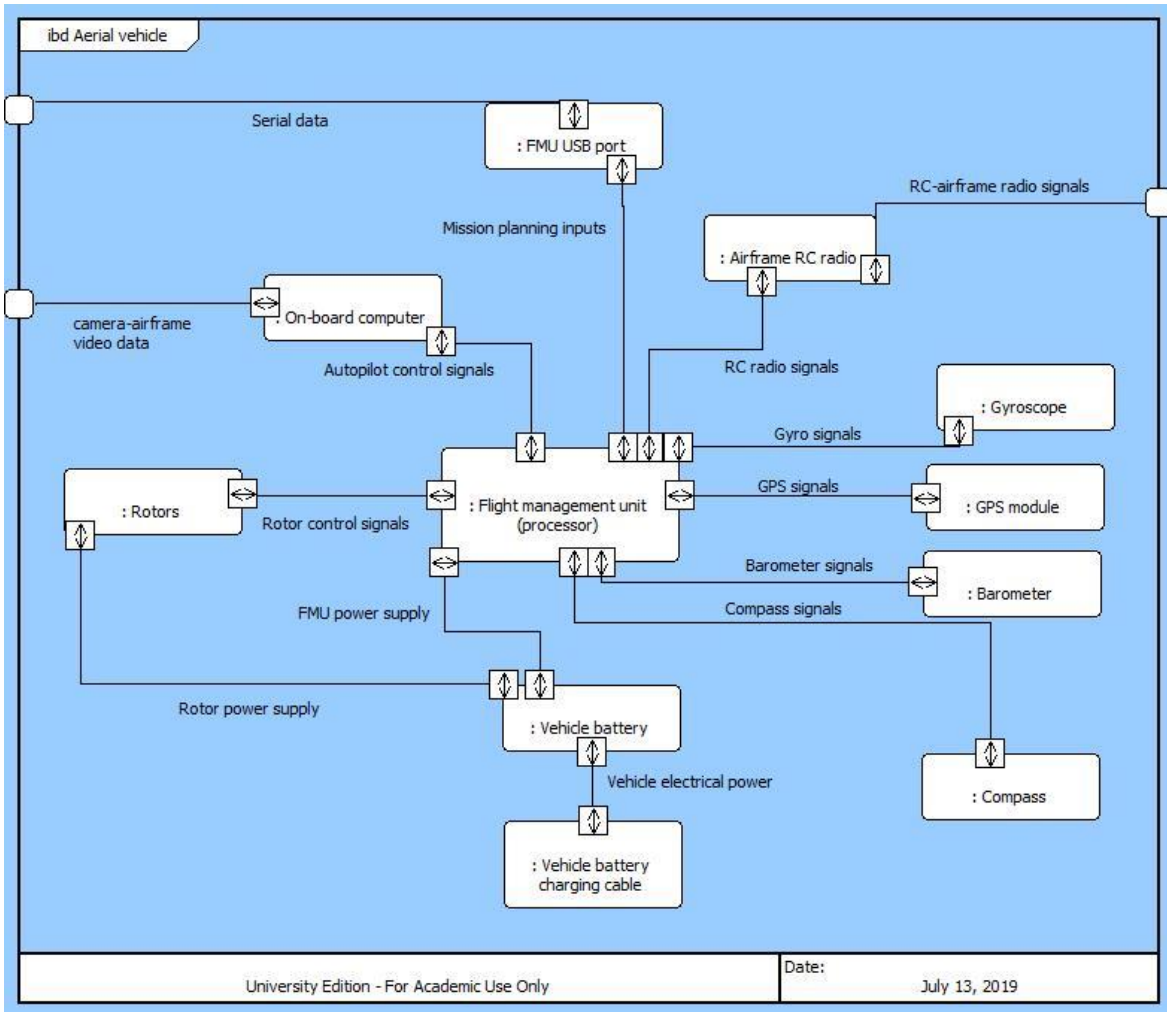 ibd Aerial vehicle
Serial data
: FMU USB port
RC-airframe radio signals
Mission planning inputs
: Airframe RC radio
: On-board computer
camera-airframe
video data
Autopilot control signals
RC radio signals
: Gyroscope
Gyro signals
GPS signals
: Flight management unit
(processor)
: GPS module
: Rotors
Rotor control signals
Barometer signals
: Barometer
Compass signals
FMU power supply
Rotor power supply
: Vehicle battery
Vehicle electrical power
: Compass
: Vehicle battery
charging cable
University Edition - For Academic Use Only
Date:
July 13, 2019